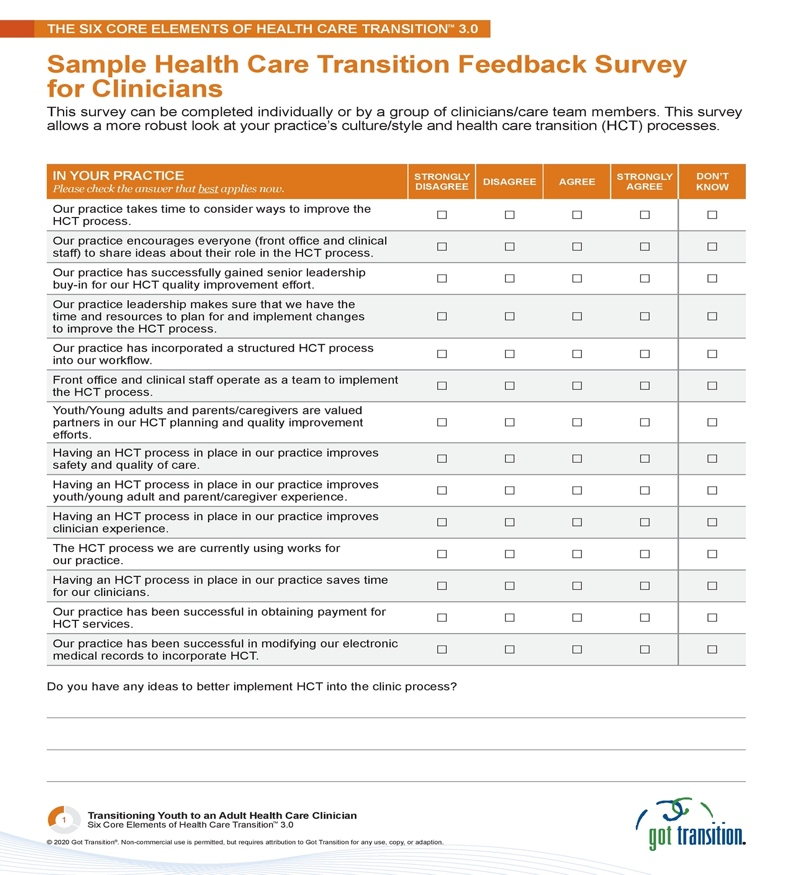 THE SIX CORE ELEMENTS OF HEALTH CARE TRANSITION™ 3.0
Sample Health Care Transition Feedback Survey
for Clinicians
This survey can be completed individually or by a group of clinicians/care team members. This survey
allows a more robust look at your practice's culture/style and health care transition (HCT) processes.
IN YOUR PRACTICE
Please check the answer that best applies now.
STRONGLY
DISAGREE
DISAGREE
AGREE
STRONGLY
AGREE
DON'T
KNOW
Our practice takes time to consider ways to improve the
HCT process.
Our practice encourages everyone (front office and clinical
staff) to share ideas about their role in the HCT process.
Our practice has successfully gained senior leadership
buy-in for our HCT quality improvement effort.
Our practice leadership makes sure that we have the
time and resources to plan for and implement changes
to improve the HCT process.
Our practice has incorporated a structured HCT process
into our workflow.
Front office and clinical staff operate as a team to implement
the HCT process.
Youth/Young adults and parents/caregivers are valued
partners in our HCT planning and quality improvement
efforts.
Having an HCT process in place in our practice improves
safety and quality of care.
Having an HCT process in place in our practice improves
youth/young adult and parent/caregiver experience.
Having an HCT process in place in our practice improves
clinician experience.
The HCT process we are currently using works for
our practice.
Having an HCT process in place in our practice saves time
for our clinicians.
Our practice has been successful in obtaining payment for
HCT services.
Our practice has been successful in modifying our electronic
medical records to incorporate HCT.
Do you have any ideas to better implement HCT into the clinic process?
1
Transitioning Youth to an Adult Health Care Clinician
Six Core Elements of Health Care Transition™ 3.0
© 2020 Got Transition®. Non-commercial use is permitted, but requires attribution to Got Transition for any use, copy, or adaption.
got transition.